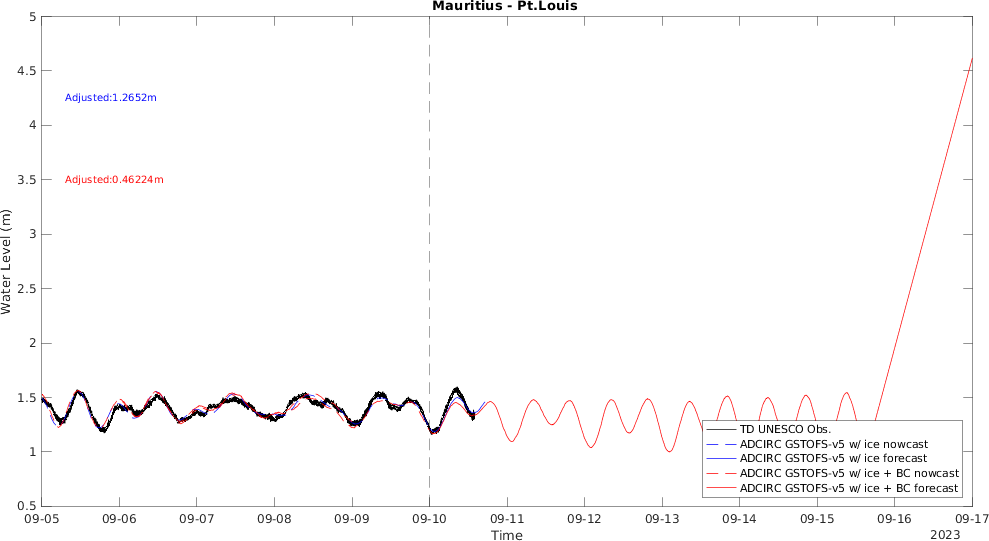 Mauritius - Pt.Louis
5
4.5
4
3.5
3
2.5
2
1.5
1
0.5
Water Level (m)
Adjusted:1.2652m
Adjusted:0.46224m
TD UNESCO Obs.
ADCIRC GSTOFS-v5 w/ ice nowcast
ADCIRC GSTOFS-v5 w/ ice forecast
ADCIRC GSTOFS-v5 w/ ice + BC nowcast
ADCIRC GSTOFS-v5 w/ ice + BC forecast
09-05 09-06 09-07 09-08 09-09 09-10 09-11 09-12 09-13 09-14 09-15 09-16 09-17
Time
2023